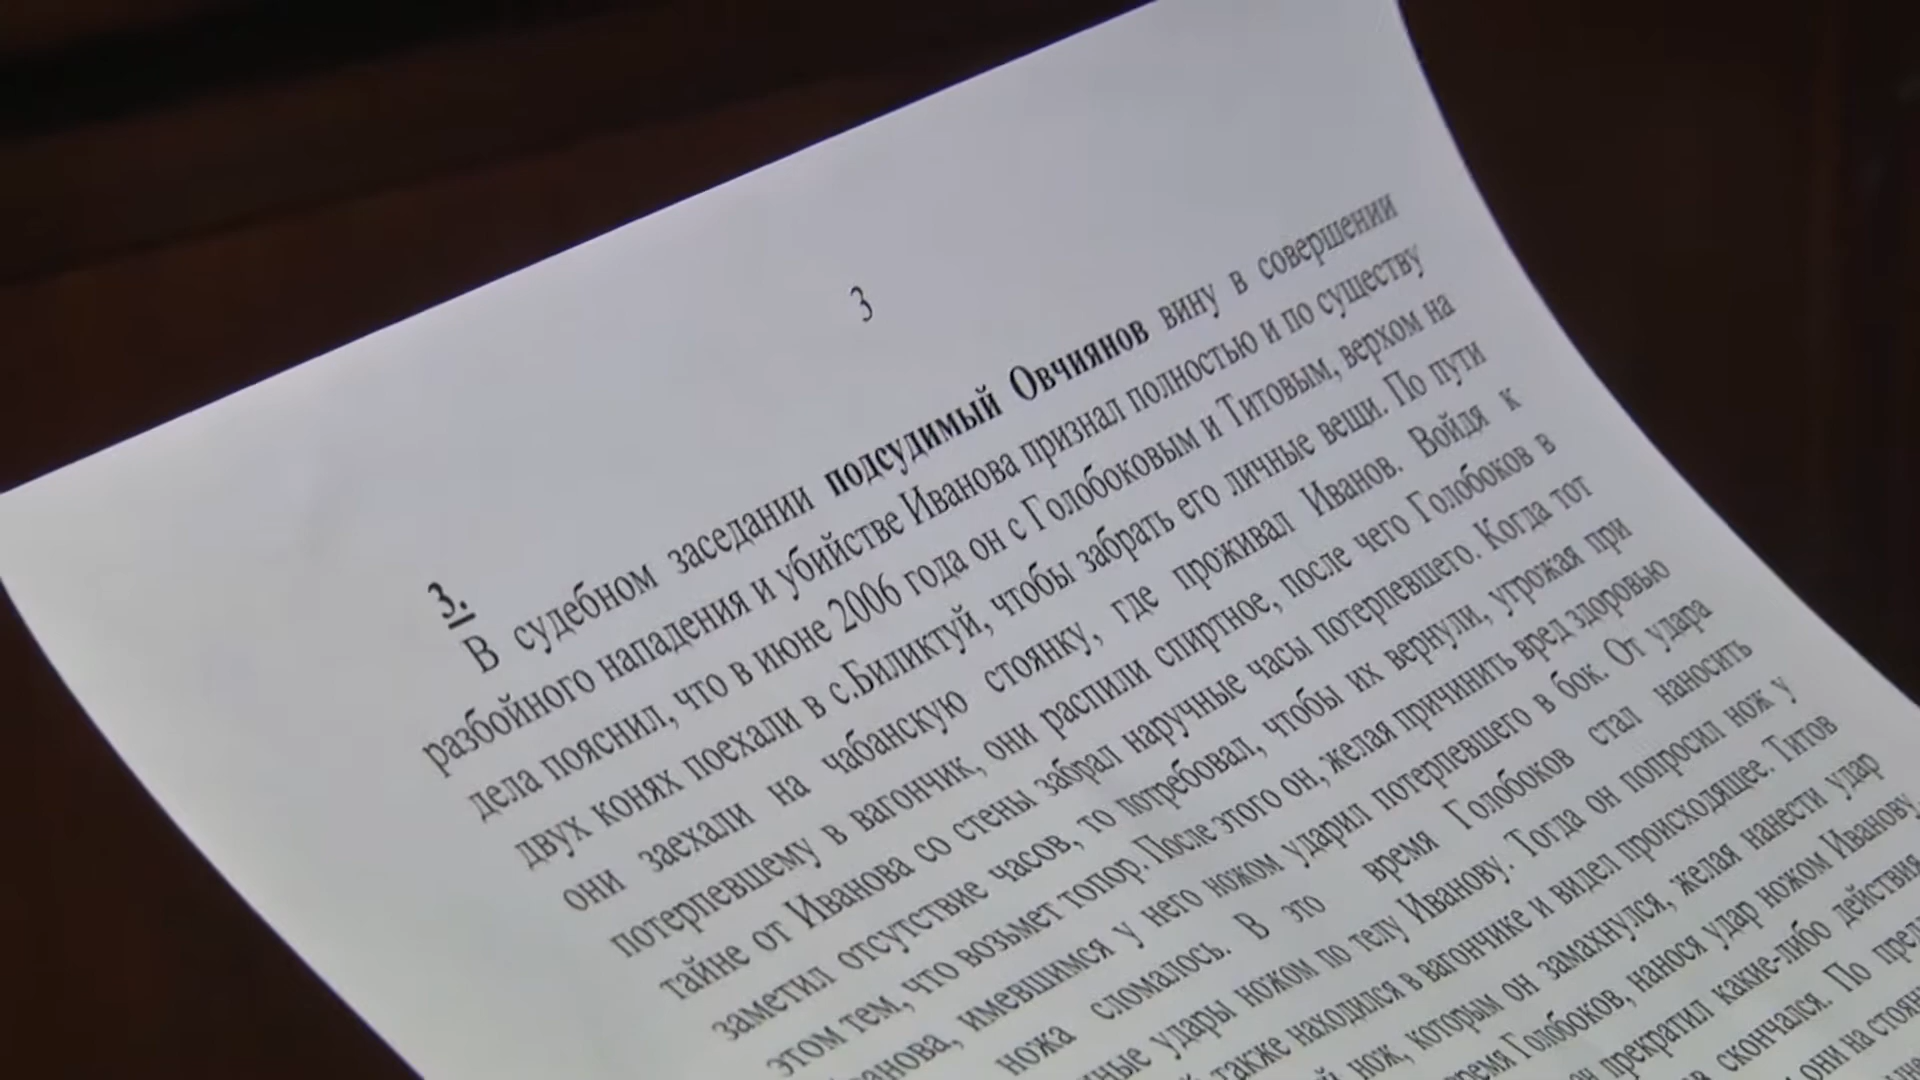 3
3.
В судебном заседании подсудимый Овчиянов вину в совершении
разбойного нападения и убийстве Иванова признал полностью и по существу
дела пояснил, что в июне 2006 года он с Голобоковым и Титовым, верхом на
двух конях поехали в с.Биликтуй, чтобы забрать его личные вещи. По пути
они заехали на чабанскую стоянку, где проживал Иванов. Войдя к
потерпевшему в вагончик, они распили спиртное, после чего Голобоков в
тайне от Иванова со стены забрал наручные часы потерпевшего. Когда тот
заметил отсутствие часов, то потребовал, чтобы их вернули, угрожая при
этом тем, что возьмет топор. После этого он, желая причинить вред здоровью
имевшимся у него ножом ударил потерпевшего в бок. От удара
ножа сломалось. В это время Голобоков стал наносить
удары ножом по телу Иванову. Тогда он попросил нож у
также находился в вагончике и видел происходящее. Титов
нож, которым он замахнулся, желая нанести удар
Голобоков, нанося удар ножом Иванову
прекратил какие-либо действия
скончался. По
они на